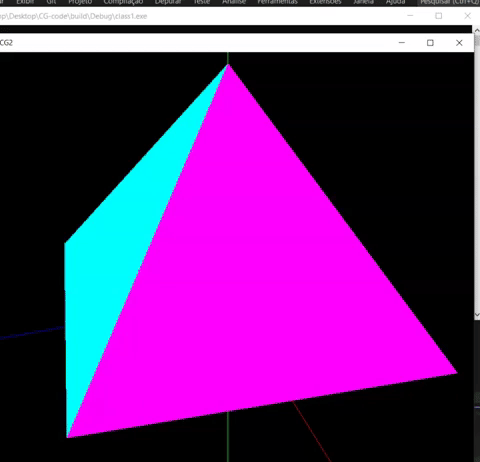 Exibir Git Projeto Compilação Depurar Teste Analise Ferramentas Extensões Janela Ajuda Pesquisar (Ctrl+Q)
op\Desktop\CG-code\build\Debug\class1.exe
CG2